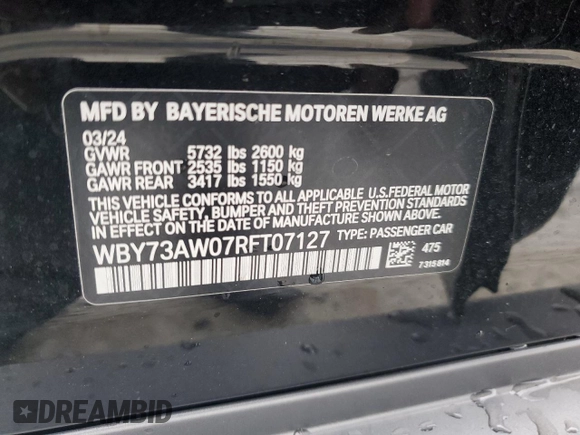 MFD BY BAYERISCHE MOTOREN WERKE AG
03/24
GVWR 5732 lbs 2600 kg
GAWR FRONT 2535 lbs 1150 kg
GAWR REAR 3417 lbs 1550 kg
THIS VEHICLE CONFORMS TO ALL APPLICABLE U.S.FEDERAL MOTOR
VEHICLE SAFETY, BUMPER AND THEFT PREVENTION STANDARDS
IN EFFECT ON THE DATE OF MANUFACTURE SHOWN ABOVE.
WBY73AW07RFT07127 TYPE: PASSENGER CAR
475
7315814
DREAMBID